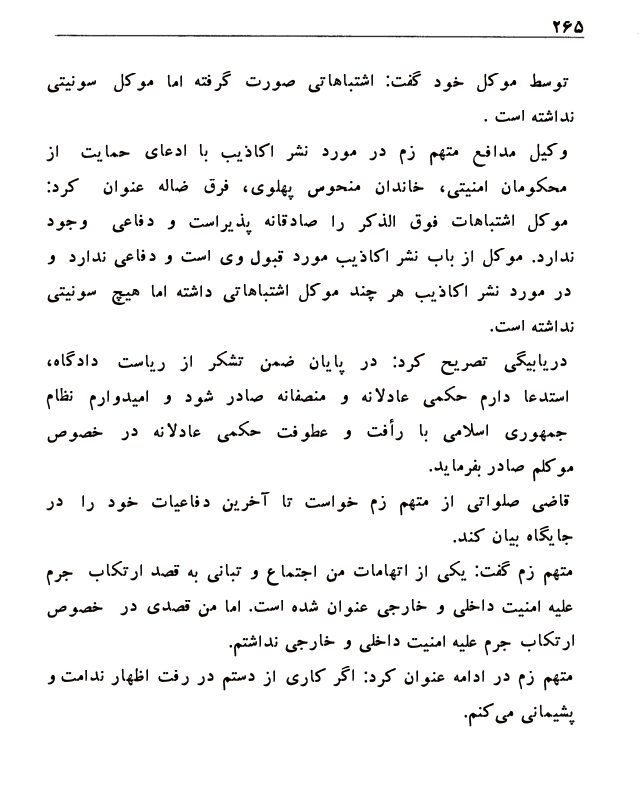 ۲۶۵
توسط موکل خود گفت: اشتباهاتی صورت گرفته اما موکل سونیتی
نداشته است .
وکیل مدافع متهم زم در مورد نشر اکاذیب با ادعای حمایت از
محکومان امنیتی، خاندان منحوس پهلوی، فرق ضاله عنوان کرد:
موکل اشتباهات فوق الذکر را صادقانه پذیراست و دفاعی وجود
ندارد. موکل از باب نشر اکاذیب مورد قبول وی است و دفاعی ندارد و
در مورد نشر اکاذیب هر چند موکل اشتباهاتی داشته اما هیچ سونیتی
نداشته است.
دریابیگی تصریح کرد: در پایان ضمن تشکر از ریاست دادگاه،
استدعا دارم حکمی عادلانه و منصفانه صادر شود و امیدوارم نظام
جمهوری اسلامی با رأفت و عطوفت حکمی عادلانه در خصوص
موکلم صادر بفرماید.
قاضی صلواتی از متهم زم خواست تا آخرین دفاعیات خود را در
جایگاه بیان کند.
متهم زم گفت: یکی از اتهامات من اجتماع و تبانی به قصد ارتکاب جرم
علیه امنیت داخلی و خارجی عنوان شده است. اما من قصدی در خصوص
ارتکاب جرم علیه امنیت داخلی و خارجی نداشتم.
متهم زم در ادامه عنوان کرد: اگر کاری از دستم در رفت اظهار ندامت و
پشیمانی می‌کنم.